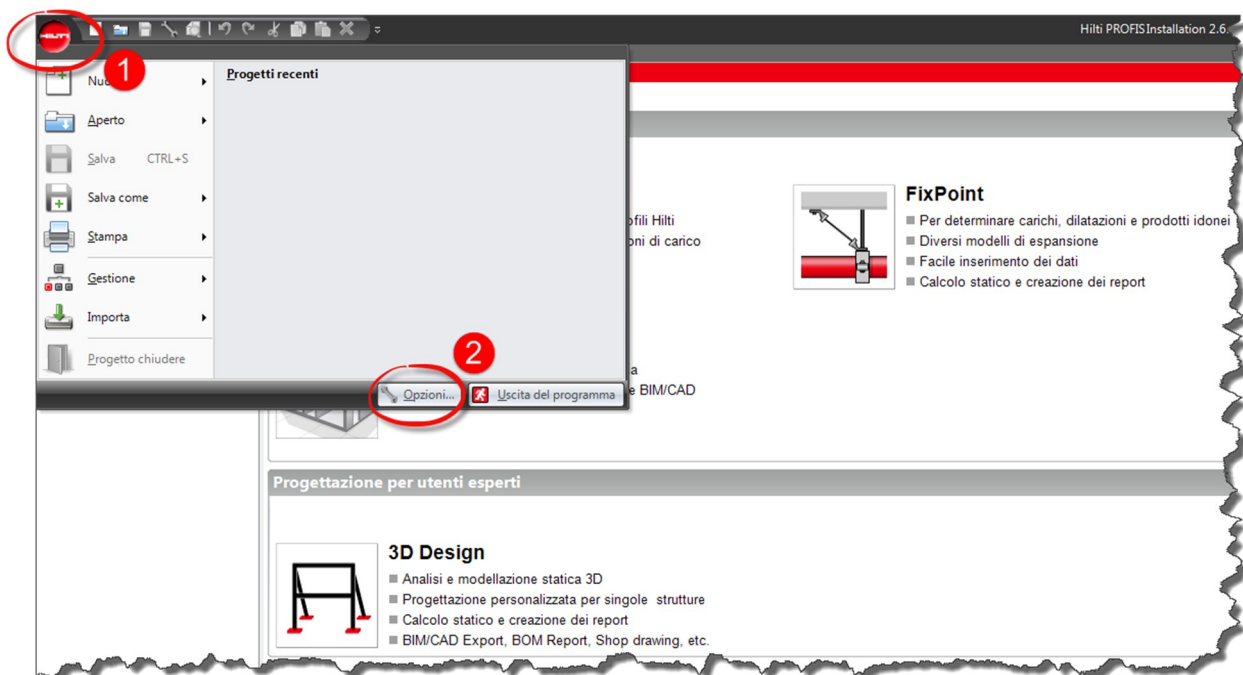 HILTI
Hilti PROFIS Installation 2.6.
1
Progetti recenti
Aperto
Salva CTRL+S
Salva come
Stampa
Gestione
Importa
Progetto chiudere
2
Opzioni...
Uscita del programma
ofili Hilti
oni di carico
a
e BIM/CAD
FixPoint
Per determinare carichi, dilatazioni e prodotti idonei
Diversi modelli di espansione
Facile inserimento dei dati
Calcolo statico e creazione dei report
Progettazione per utenti esperti
3D Design
Analisi e modellazione statica 3D
Progettazione personalizzata per singole strutture
Calcolo statico e creazione dei report
BIM/CAD Export, BOM Report, Shop drawing, etc.